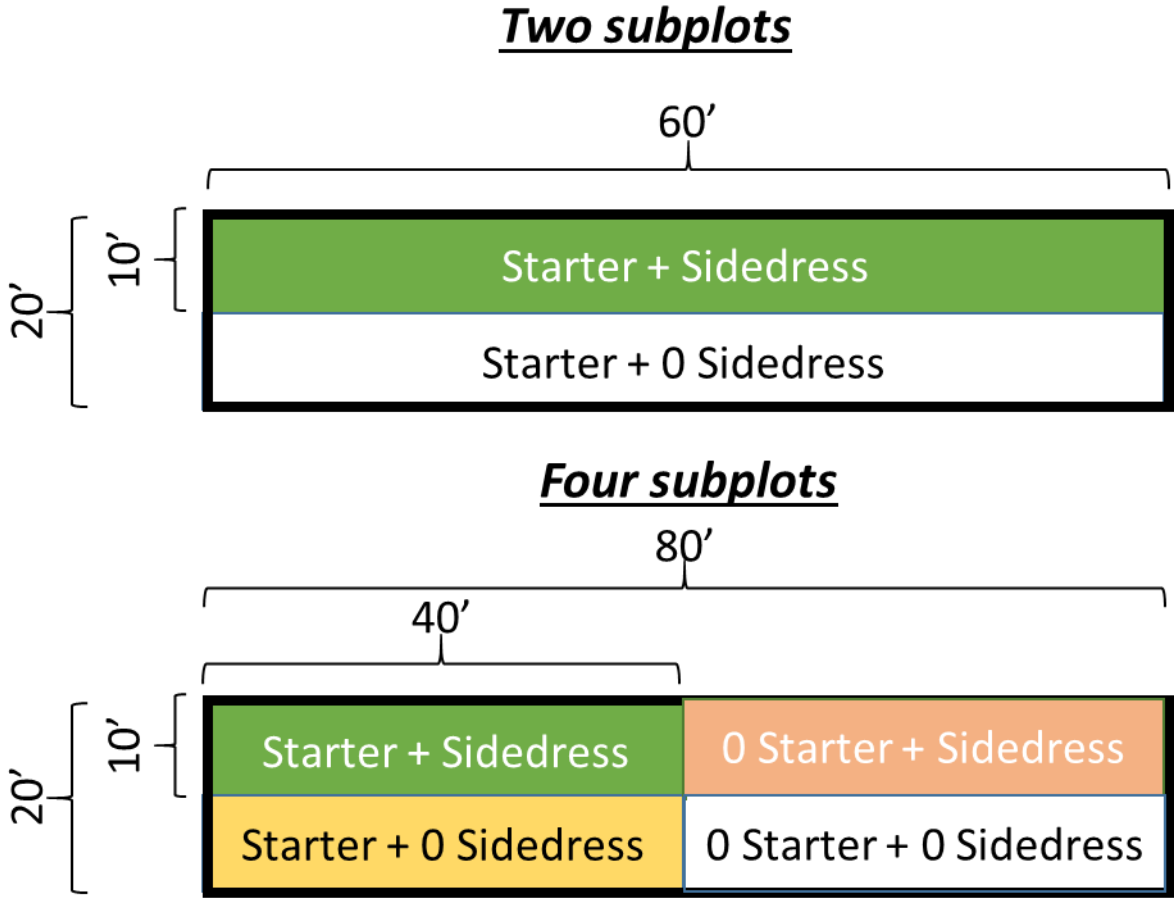 Two subplots
60’
10’
20’
Starter + Sidedress
Starter + 0 Sidedress
Four subplots
80’
40’
10’
20’
Starter + Sidedress
0 Starter + Sidedress
Starter + 0 Sidedress
0 Starter + 0 Sidedress